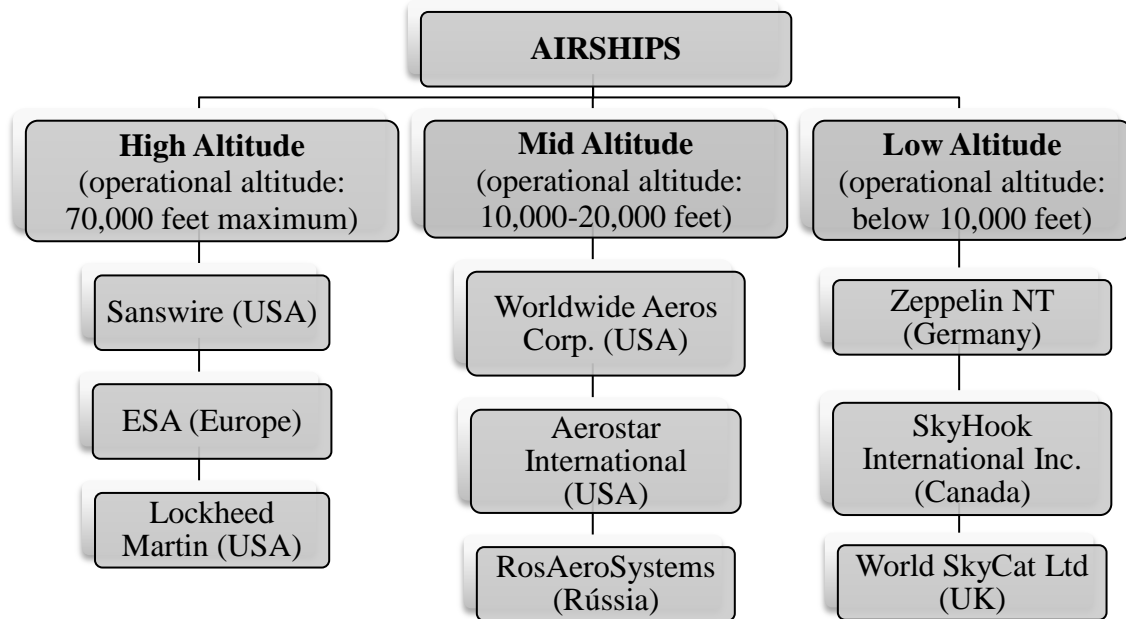 AIRSHIPS
High Altitude
(operational altitude:
70,000 feet maximum)
Sanswire (USA)
ESA (Europe)
Lockheed
Martin (USA)
Mid Altitude
(operational altitude:
10,000-20,000 feet)
Worldwide Aeros
Corp. (USA)
Aerostar
International
(USA)
RosAeroSystems
(Rússia)
Low Altitude
(operational altitude:
below 10,000 feet)
Zeppelin NT
(Germany)
SkyHook
International Inc.
(Canada)
World SkyCat Ltd
(UK)